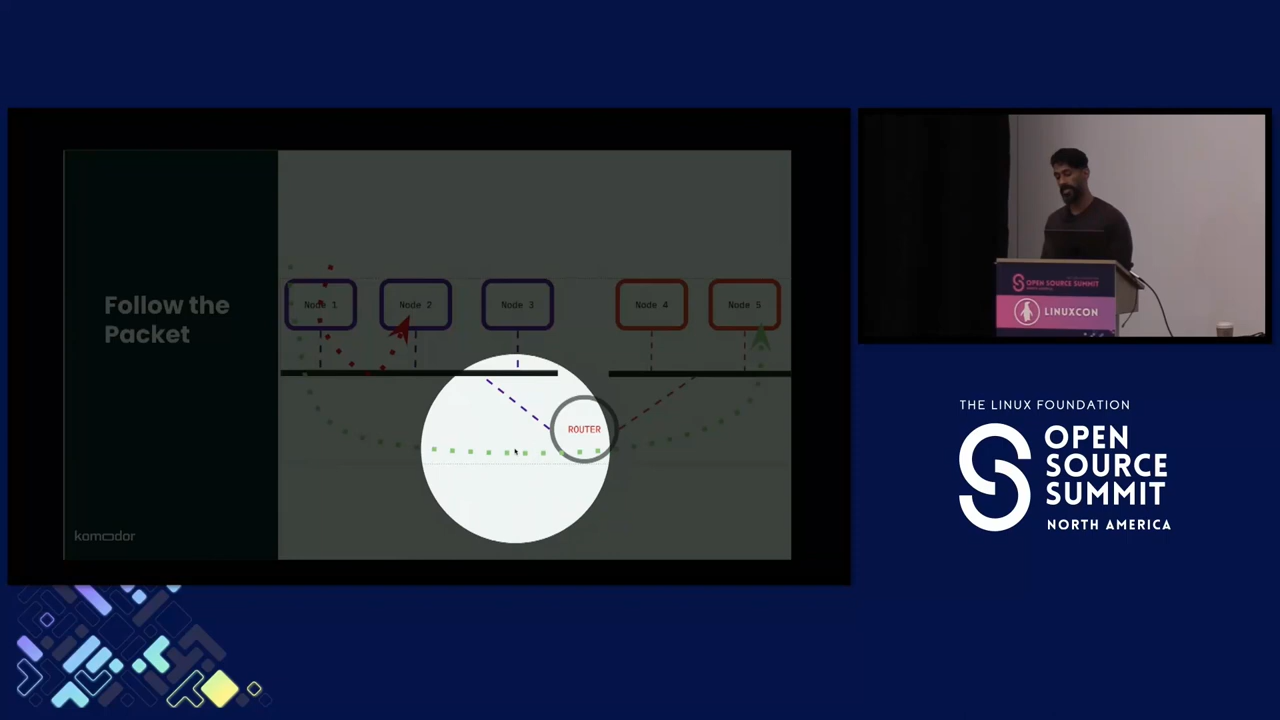 Follow the
Packet
Node 1
Node 2
Node 3
Node 4
Node 5
ROUTER
komodor
OPEN SOURCE SUMMIT
LINUXCON
THE LINUX FOUNDATION
OPEN
SOURCE
SUMMIT
NORTH AMERICA